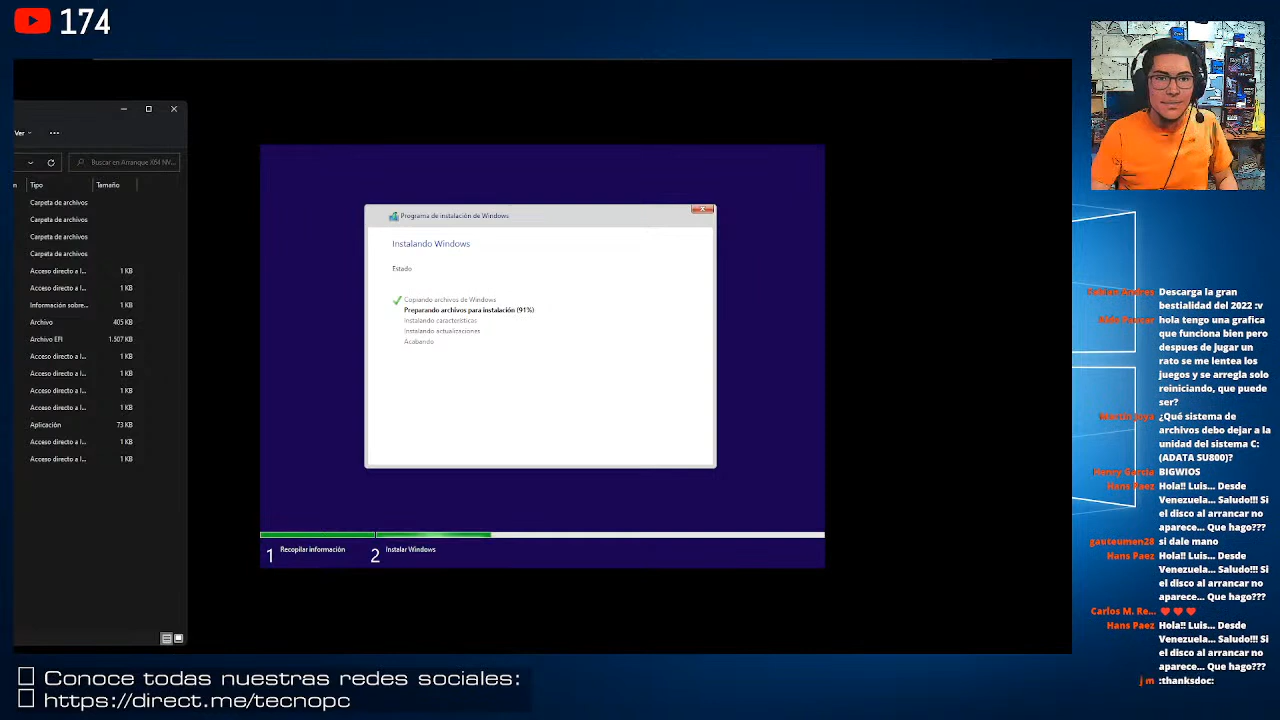 174
Ver
Buscar en Arranque X64 NV...
Tipo
Tamaño
Carpeta de archivos
Carpeta de archivos
Carpeta de archivos
Carpeta de archivos
Acceso directo a I...
1 KB
Acceso directo a I...
1 KB
Información sobre...
1 KB
Archivo
405 KB
Archivo EPI
1.507 KB
Acceso directo a I...
1 KB
Acceso directo a I...
1 KB
Acceso directo a I...
1 KB
Aplicación
73 KB
Acceso directo a I...
1 KB
Acceso directo a I...
1 KB
Programa de instalación de Windows
Instalando Windows
Estado
Copiando archivos de Windows
Preparando archivos para instalación (91%)
Instalando características
Instalando actualizaciones
Acabando
1 Recopilar información
2 Instalar Windows
Descarga la gran
bestialidad del 2022 :v
hola tengo una grafica
que funciona bien pero
despues de jugar un
rato se me lentea los
juegos y se arregla solo
reiniciando, que puede
ser?
¿Qué sistema de
archivos debo dejar a la
unidad del sistema C:
(ADATA SU800)?
Henry Garcia BIGWIOS
Hans Paez Hola!! Luis... Desde
Venezuela... Saludo!!! Si
el disco al arrancar no
aparece... Que hago???
gauteumen28 si dale mano
Hans Paez Hola!! Luis... Desde
Venezuela... Saludo!!! Si
el disco al arrancar no
aparece... Que hago???
Carlos M. Re...
Hans Paez Hola!! Luis... Desde
Venezuela... Saludo!!! Si
el disco al arrancar no
aparece... Que hago???
j m :thanksdoc:
Conoce todas nuestras redes sociales:
https://direct.me/tecnopc